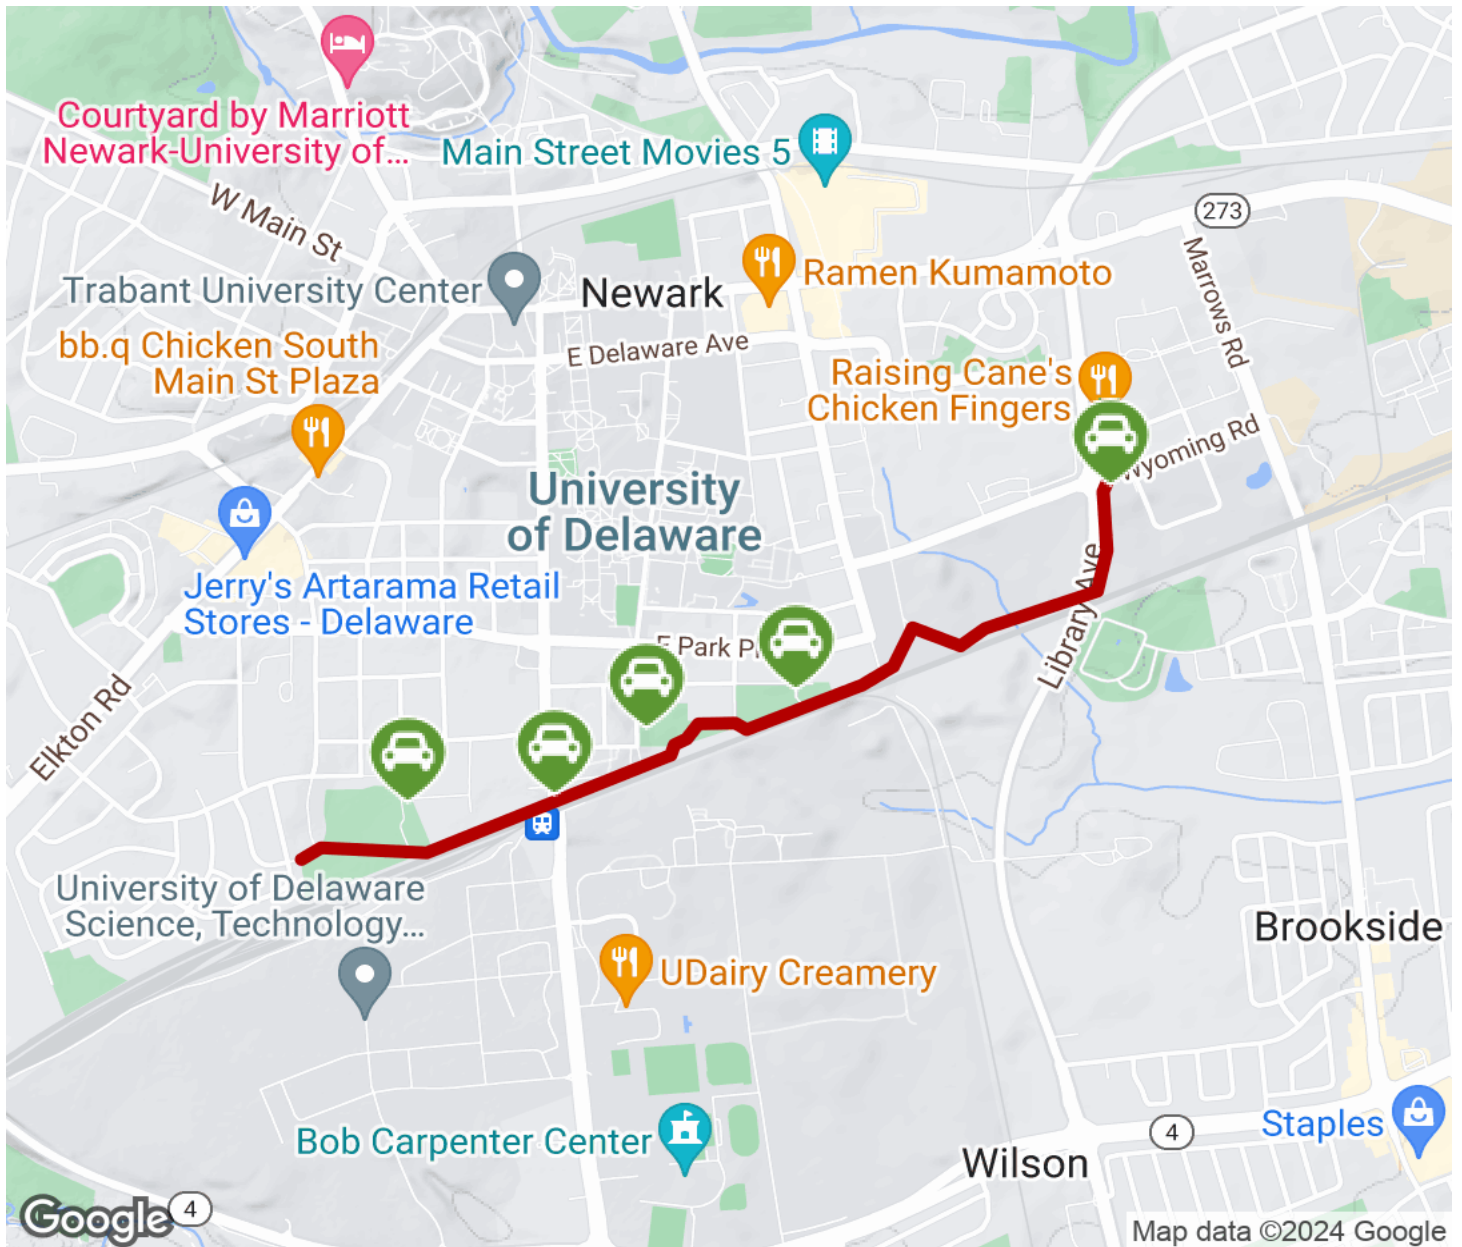 Courtyard by Marriott
Newark-University of...
Main Street Movies 5
W Main St
273
Marrows Rd
Trabant University Center
Newark
Ramen Kumamoto
bb.q Chicken South
Main St Plaza
E Delaware Ave
Raising Cane's
Chicken Fingers
Wyoming Rd
University
of Delaware
Jerry's Artarama Retail
Stores - Delaware
Library Ave
E Park Pl
Elkton Rd
University of Delaware
Science, Technology...
Brookside
UDairy Creamery
Bob Carpenter Center
4
Staples
Wilson
Google
4
Map data ©2024 Google